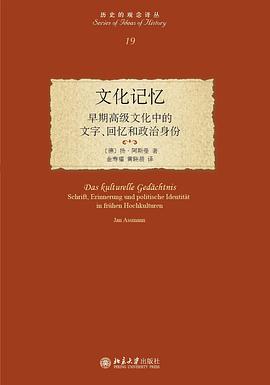 历史的观念译丛
Series of Ideas of History
19
文化记忆
早期高级文化中的
文字、回忆和政治身份
〔德〕扬·阿斯曼 著
金寿福 黄晓晨 译
Das kulturelle Gedächtnis
Schrift, Erinnerung und politische Identität
in frühen Hochkulturen
Jan Assmann
北京大学出版社
PEKING UNIVERSITY PRESS